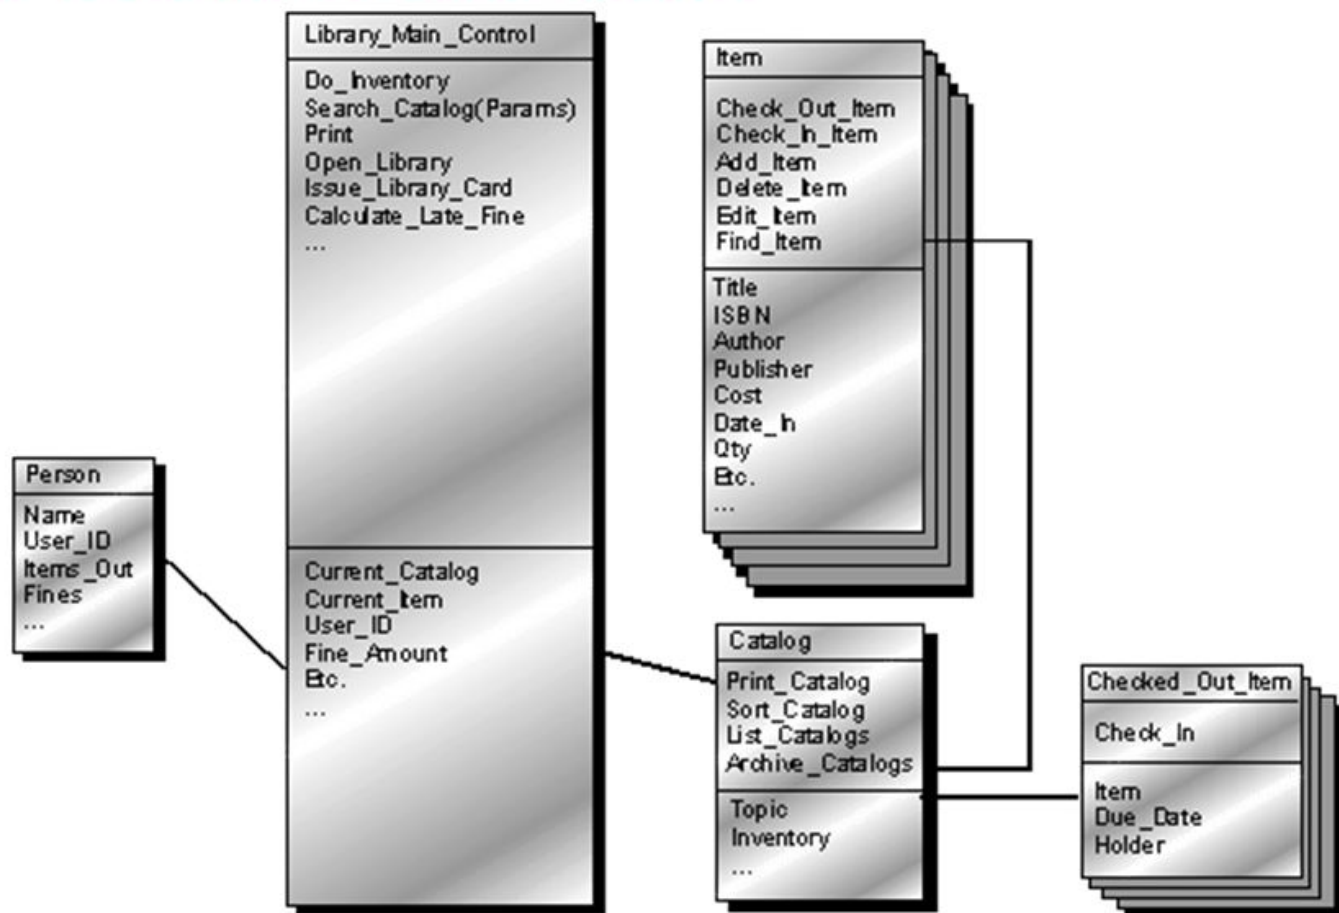 Library_Main_Control
Do_Inventory
Search_Catalog(Params)
Print
Open_Library
Issue_Library_Card
Calculate_Late_Fine
...
Current_Catalog
Current_Item
User_ID
Fine_Amount
Etc.
...
Item
Check_Out_Item
Check_In_Item
Add_Item
Delete_Item
Edit_Item
Find_Item
Title
ISBN
Author
Publisher
Cost
Date_In
Qty
Etc.
...
Person
Name
User_ID
Items_Out
Fines
...
Catalog
Print_Catalog
Sort_Catalog
List_Catalogs
Archive_Catalogs
Topic
Inventory
...
Checked_Out_Item
Check_In
Item
Due_Date
Holder